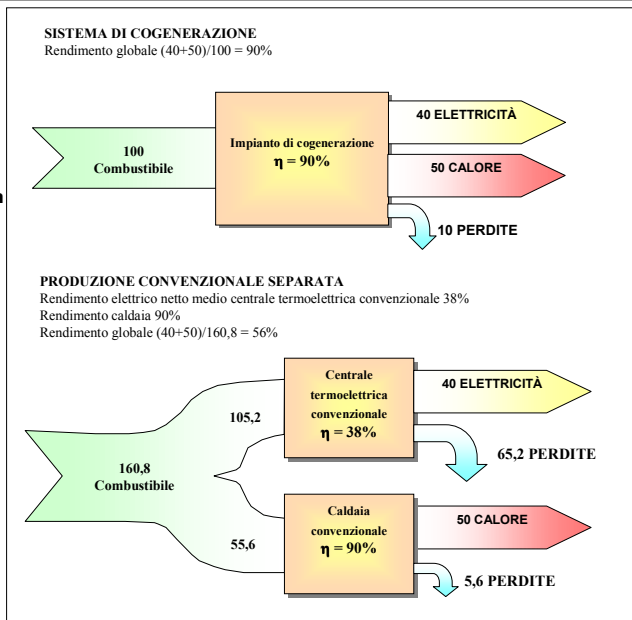 SISTEMA DI COGENERAZIONE
Rendimento globale (40+50)/100 = 90%
100
Combustibile
Impianto di cogenerazione
η = 90%
40 ELETTRICITÀ
50 CALORE
10 PERDITE
PRODUZIONE CONVENZIONALE SEPARATA
Rendimento elettrico netto medio centrale termoelettrica convenzionale 38%
Rendimento caldaia 90%
Rendimento globale (40+50)/160,8 = 56%
160,8
Combustibile
105,2
55,6
Centrale
termoelettrica
convenzionale
η = 38%
40 ELETTRICITÀ
65,2 PERDITE
Caldaia
convenzionale
η = 90%
50 CALORE
5,6 PERDITE